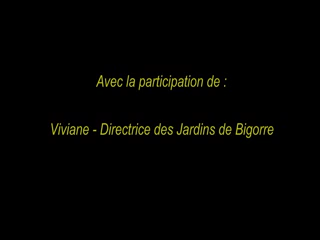 Avec la participation de :
Viviane - Directrice des Jardins de Bigorre